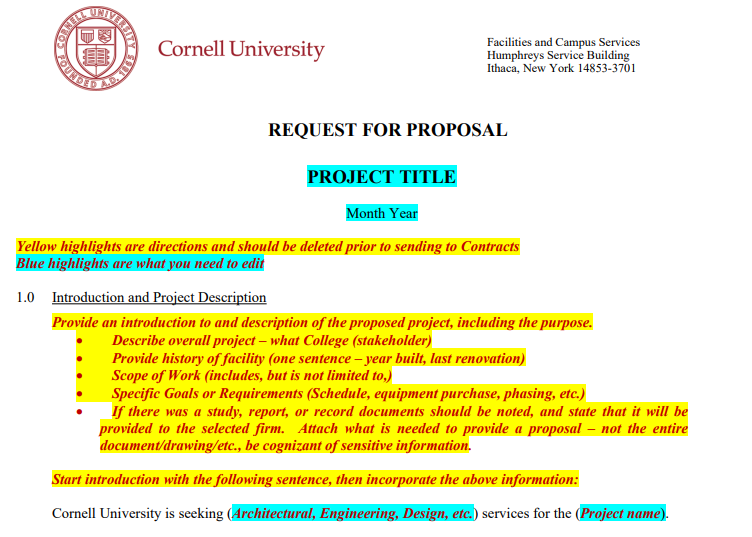 CORNELL UNIVERSITY
FOUNDED A.D. 1865
Cornell University
Facilities and Campus Services
Humphreys Service Building
Ithaca, New York 14853-3701
REQUEST FOR PROPOSAL
PROJECT TITLE
Month Year
Yellow highlights are directions and should be deleted prior to sending to Contracts
Blue highlights are what you need to edit
1.0 Introduction and Project Description
Provide an introduction to and description of the proposed project, including the purpose.
• Describe overall project – what College (stakeholder)
• Provide history of facility (one sentence – year built, last renovation)
• Scope of Work (includes, but is not limited to,)
• Specific Goals or Requirements (Schedule, equipment purchase, phasing, etc.)
• If there was a study, report, or record documents should be noted, and state that it will be
provided to the selected firm. Attach what is needed to provide a proposal – not the entire
document/drawing/etc., be cognizant of sensitive information.
Start introduction with the following sentence, then incorporate the above information:
Cornell University is seeking (Architectural, Engineering, Design, etc.) services for the (Project name).